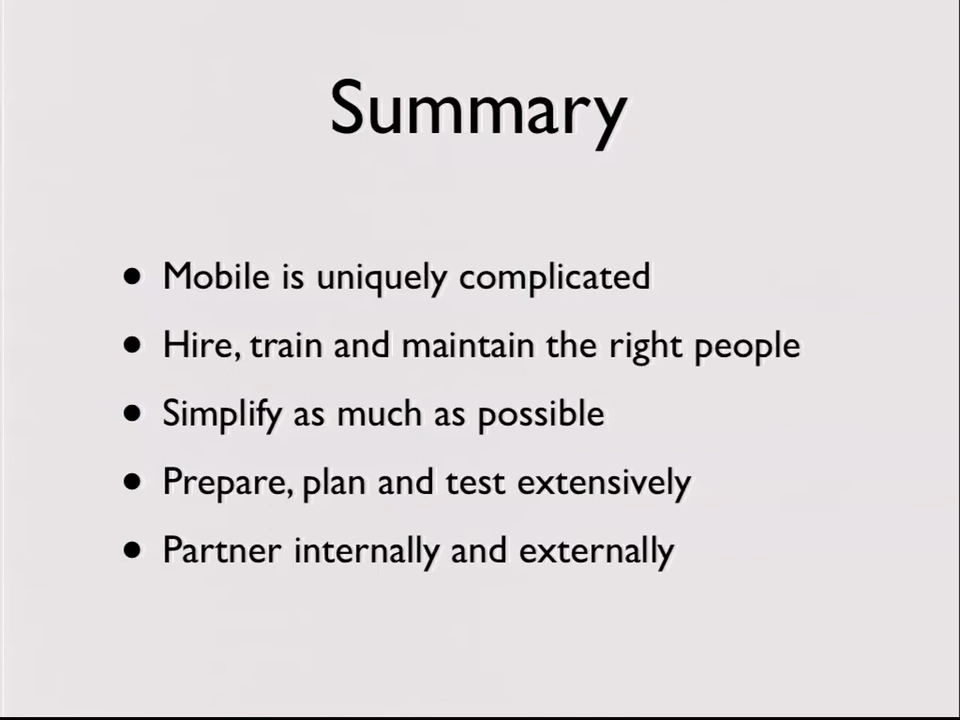 Summary
• Mobile is uniquely complicated
• Hire, train and maintain the right people
• Simplify as much as possible
• Prepare, plan and test extensively
• Partner internally and externally